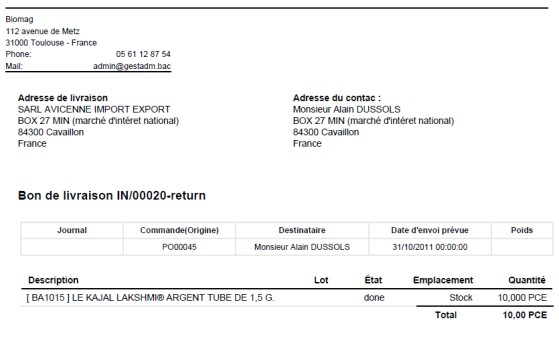 Biomag
112 avenue de Metz
31000 Toulouse - France
Phone: 05 61 12 87 54
Mail: admin@gestadm.bac
Adresse de livraison
SARL AVICENNE IMPORT EXPORT
BOX 27 MIN (marché d'intéret national)
84300 Cavaillon
France
Adresse du contac :
Monsieur Alain DUSSOLS
BOX 27 MIN (marché d'intéret national)
84300 Cavaillon
France
Bon de livraison IN/00020-return
Journal Commande(Origine) Destinataire Date d'envoi prévue Poids
PO00045 Monsieur Alain DUSSOLS 31/10/2011 00:00:00
Description Lot État Emplacement Quantité
[ BA1015 ] LE KAJAL LAKSHMI® ARGENT TUBE DE 1,5 G. done Stock 10,000 PCE
Total 10,00 PCE